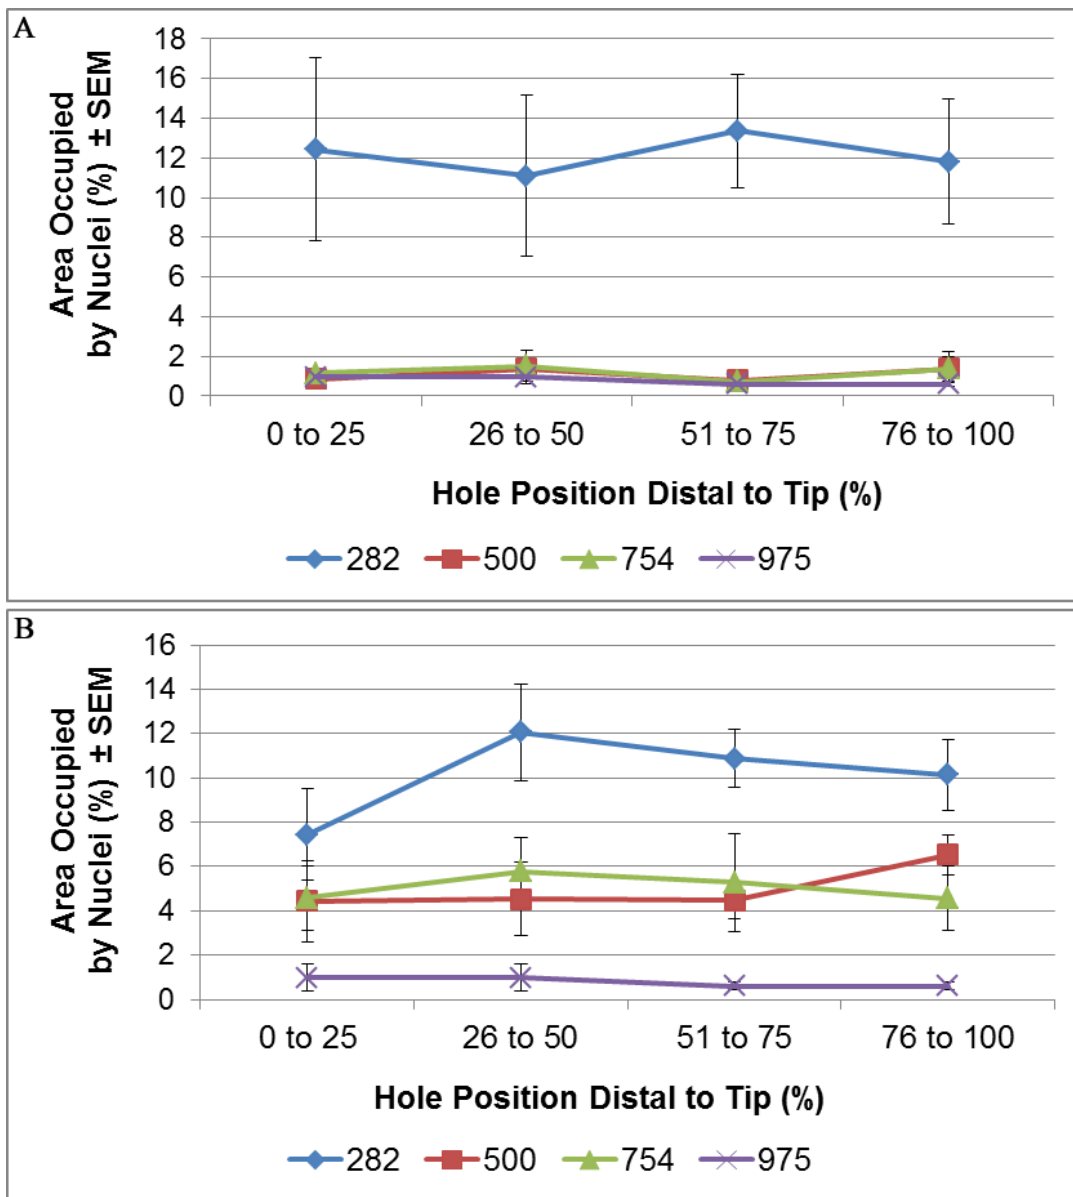 A
18
16
14
12
10
8
6
4
2
0
Area Occupied
by Nuclei (%) ± SEM
0 to 25 26 to 50 51 to 75 76 to 100
Hole Position Distal to Tip (%)
282 500 754 975
B
16
14
12
10
8
6
4
2
0
Area Occupied
by Nuclei (%) ± SEM
0 to 25 26 to 50 51 to 75 76 to 100
Hole Position Distal to Tip (%)
282 500 754 975